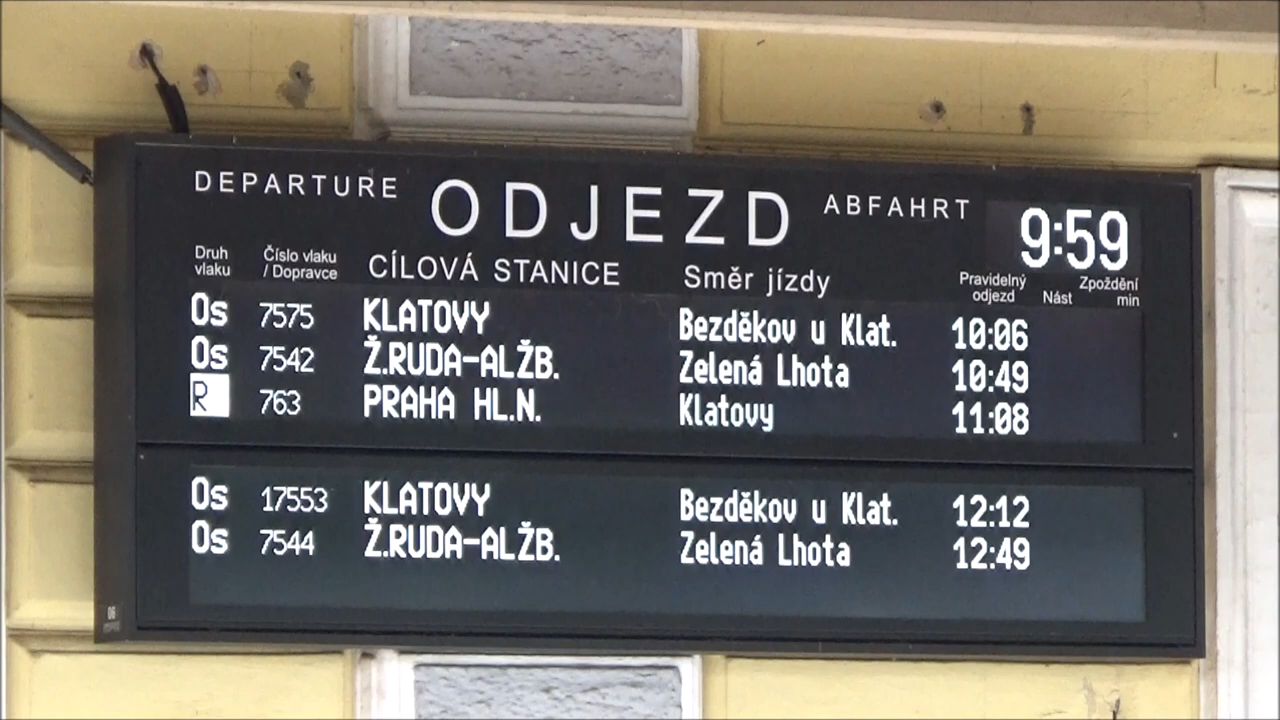 DEPARTURE ODJEZD ABFAHRT 9:59
Druh vlaku Číslo vlaku / Dopravce CÍLOVÁ STANICE Směr jízdy Pravidelný odjezd Nást Zpoždění min
Os 7575 KLATOVY Bezděkov u Klat. 10:06
Os 7542 Ž.RUDA-ALŽB. Zelená Lhota 10:49
R 763 PRAHA HL.N. Klatovy 11:08
Os 17553 KLATOVY Bezděkov u Klat. 12:12
Os 7544 Ž.RUDA-ALŽB. Zelená Lhota 12:49
06